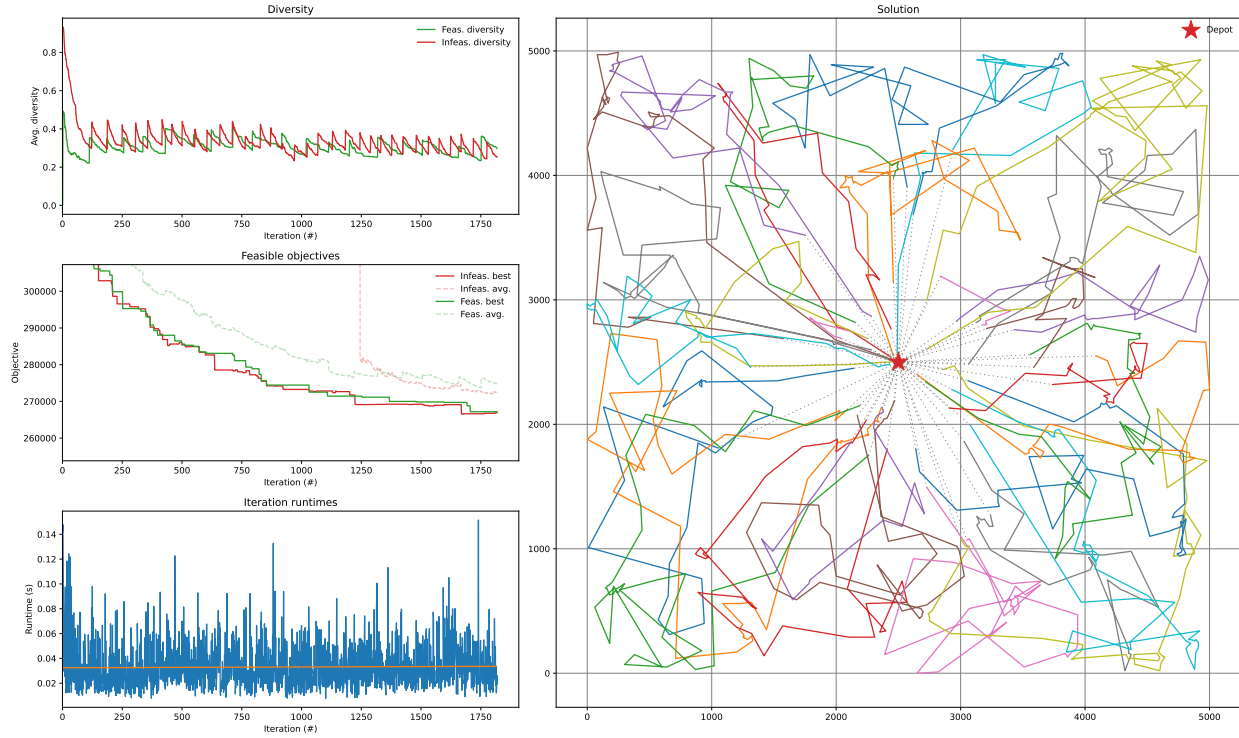 Diversity
Feas. diversity
Infeas. diversity
Avg. diversity
0.8
0.6
0.4
0.2
0.0
0 250 500 750 1000 1250 1500 1750
Iteration (#)
Feasible objectives
Infeas. best
Infeas. avg.
Feas. best
Feas. avg.
Objective
300000
290000
280000
270000
260000
0 250 500 750 1000 1250 1500 1750
Iteration (#)
Iteration runtimes
Runtime (s)
0.14
0.12
0.10
0.08
0.06
0.04
0.02
0 250 500 750 1000 1250 1500 1750
Iteration (#)
Solution
Depot
5000
4000
3000
2000
1000
0
0 1000 2000 3000 4000 5000